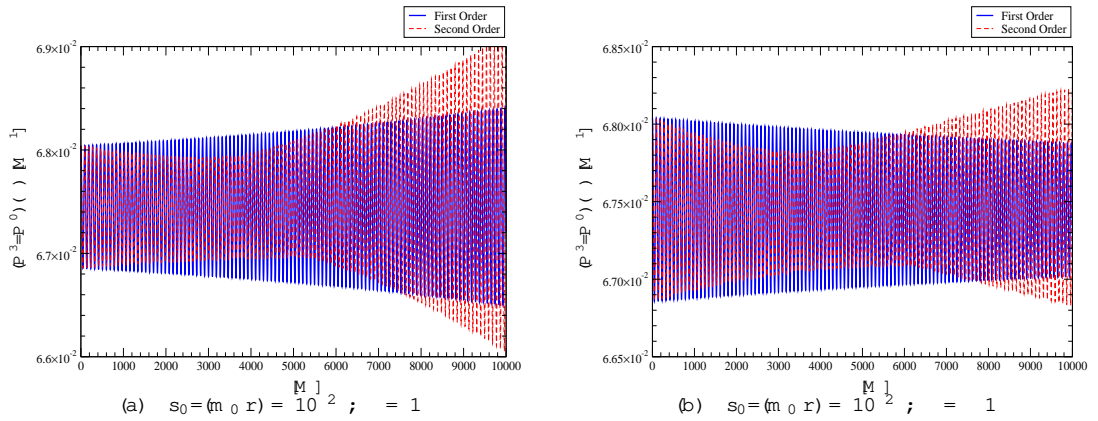 First Order
Second Order
6.9×10⁻²
6.8×10⁻²
6.7×10⁻²
6.6×10⁻²
(P ³=P ⁰)( ) [M ¹]
0 1000 2000 3000 4000 5000 6000 7000 8000 9000 10000
[M ]
(a) s₀=(m ₀ r) = 10 ² ; = 1
First Order
Second Order
6.85×10⁻²
6.80×10⁻²
6.75×10⁻²
6.70×10⁻²
6.65×10⁻²
(P ³=P ⁰)( ) [M ¹]
0 1000 2000 3000 4000 5000 6000 7000 8000 9000 10000
[M ]
(b) s₀=(m ₀ r) = 10 ² ; = 1